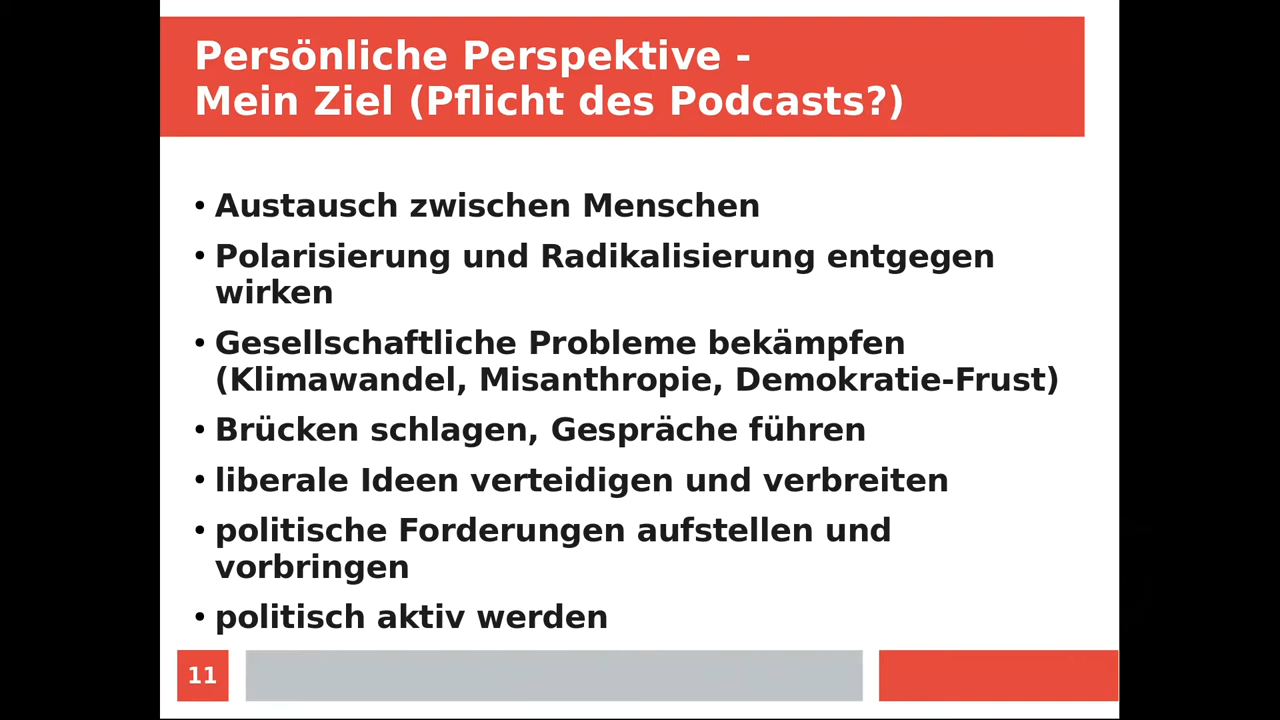 Persönliche Perspektive -
Mein Ziel (Pflicht des Podcasts?)
• Austausch zwischen Menschen
• Polarisierung und Radikalisierung entgegen
wirken
• Gesellschaftliche Probleme bekämpfen
(Klimawandel, Misanthropie, Demokratie-Frust)
• Brücken schlagen, Gespräche führen
• liberale Ideen verteidigen und verbreiten
• politische Forderungen aufstellen und
vorbringen
• politisch aktiv werden
11